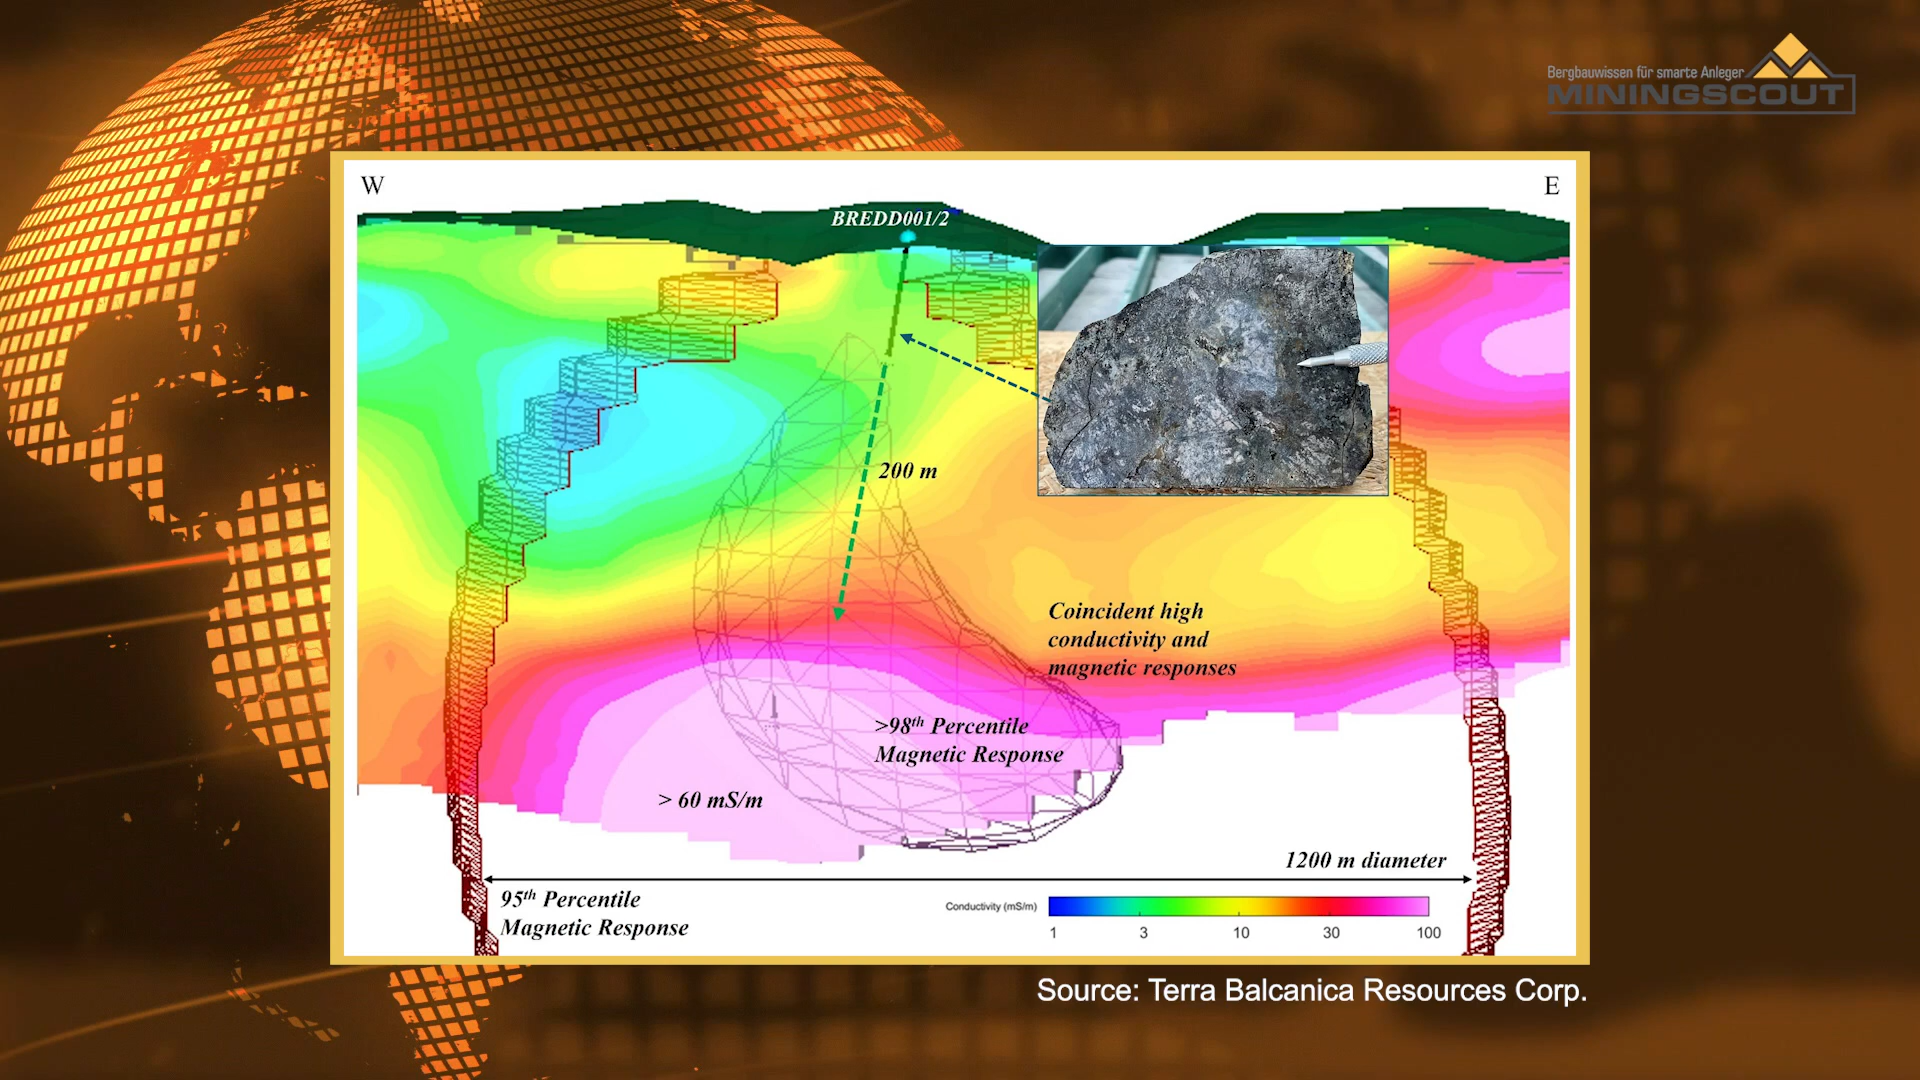 Bergbauwissen für smarte Anleger
MININGSCOUT
W
E
BREDD001/2
200 m
Coincident high
conductivity and
magnetic responses
>98th Percentile
Magnetic Response
> 60 mS/m
1200 m diameter
95th Percentile
Magnetic Response
Conductivity (mS/m)
1 3 10 30 100
Source: Terra Balcanica Resources Corp.